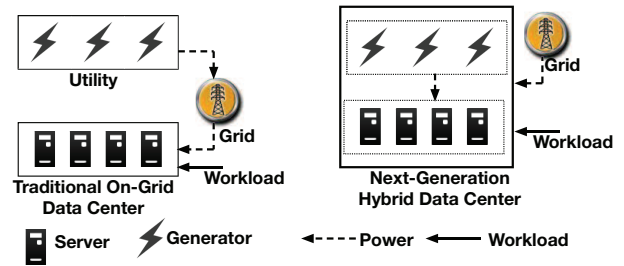 Utility
Grid
Traditional On-Grid
Data Center
Workload
Grid
Workload
Next-Generation
Hybrid Data Center
Server
Generator
Power
Workload